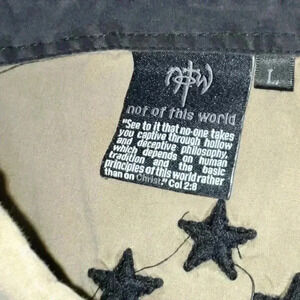 NOTW
L
not of this world
"See to it that no-one takes
you captive through hollow
and deceptive philosophy,
which depends on human
tradition and the basic
principles of this world rather
than on Christ." Col 2:8